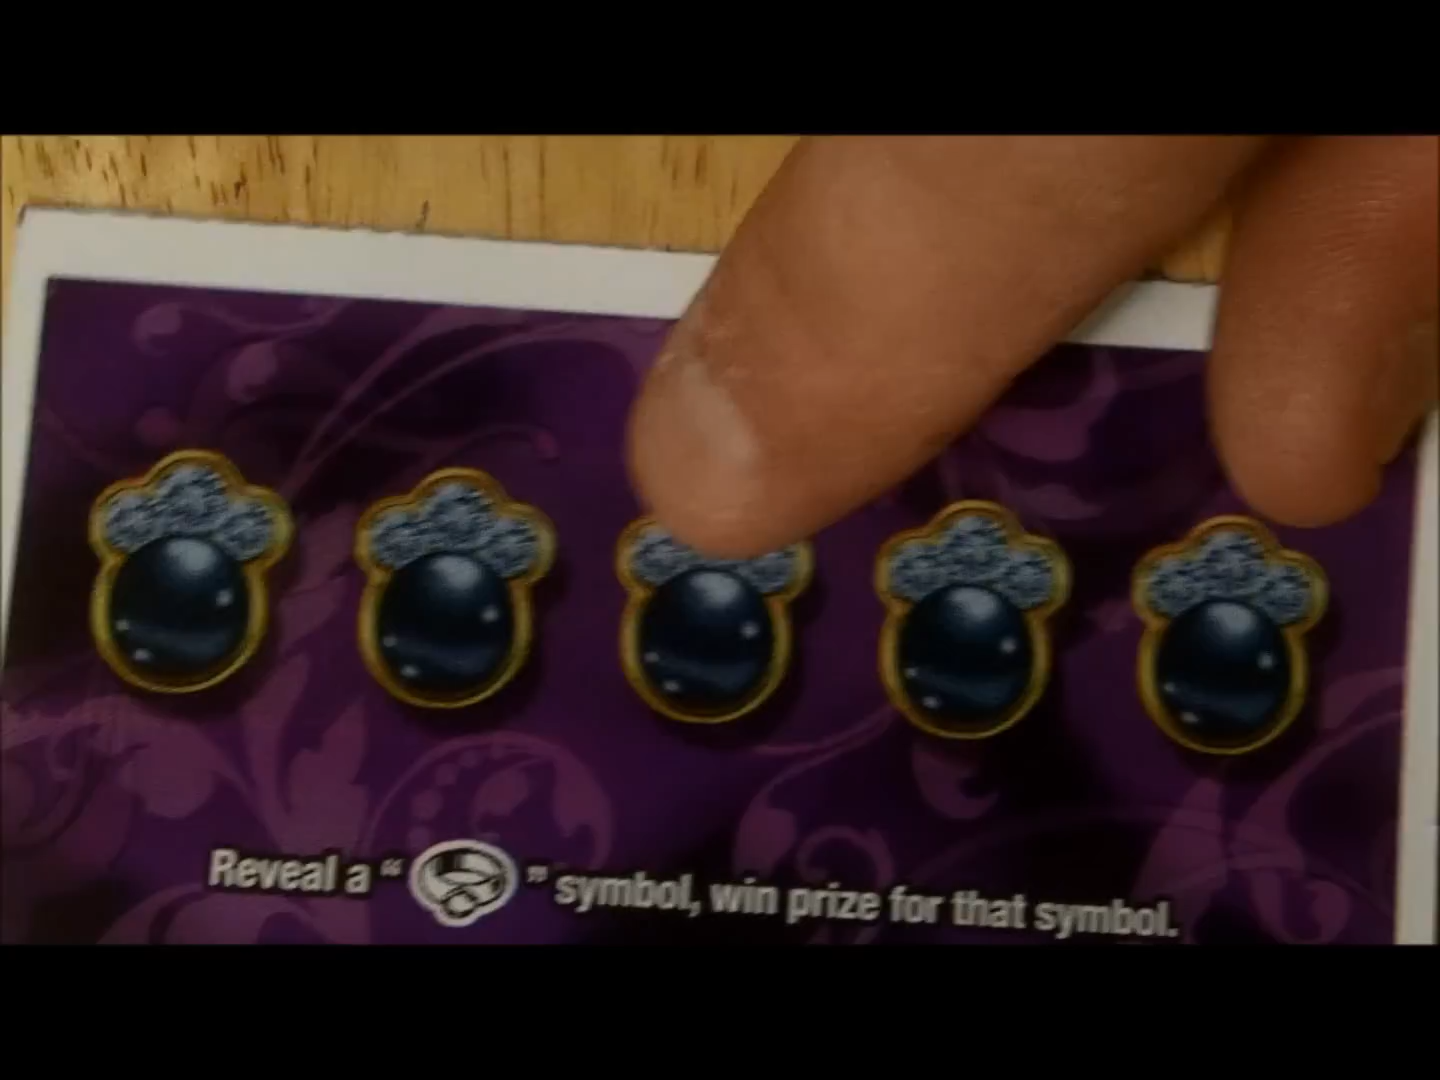 Reveal a " " symbol, win prize for that symbol.